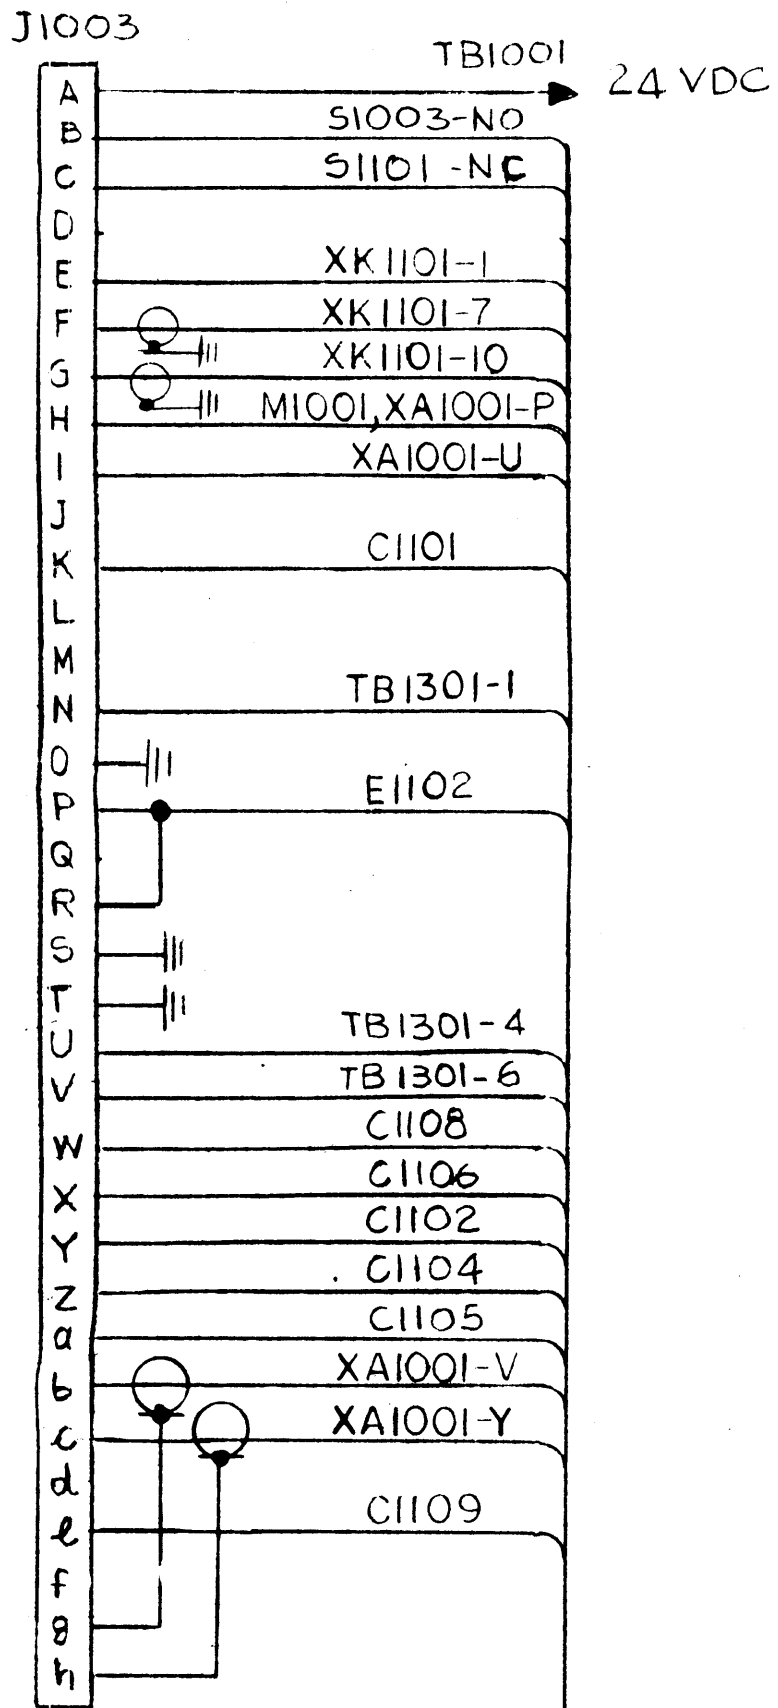 J1003
TB1001
A 24 VDC
S1003-NO
B
S1101-NC
C
D
XK1101-1
E
XK1101-7
F
XK1101-10
G
M1001,XA1001-P
H
XA1001-U
I
J
C1101
K
L
M
TB1301-1
N
O
E1102
P
Q
R
S
T
TB1301-4
U
TB1301-6
V
C1108
W
C1106
X
C1102
Y
C1104
Z
C1105
a
XA1001-V
b
XA1001-Y
c
d
C1109
e
f
g
h